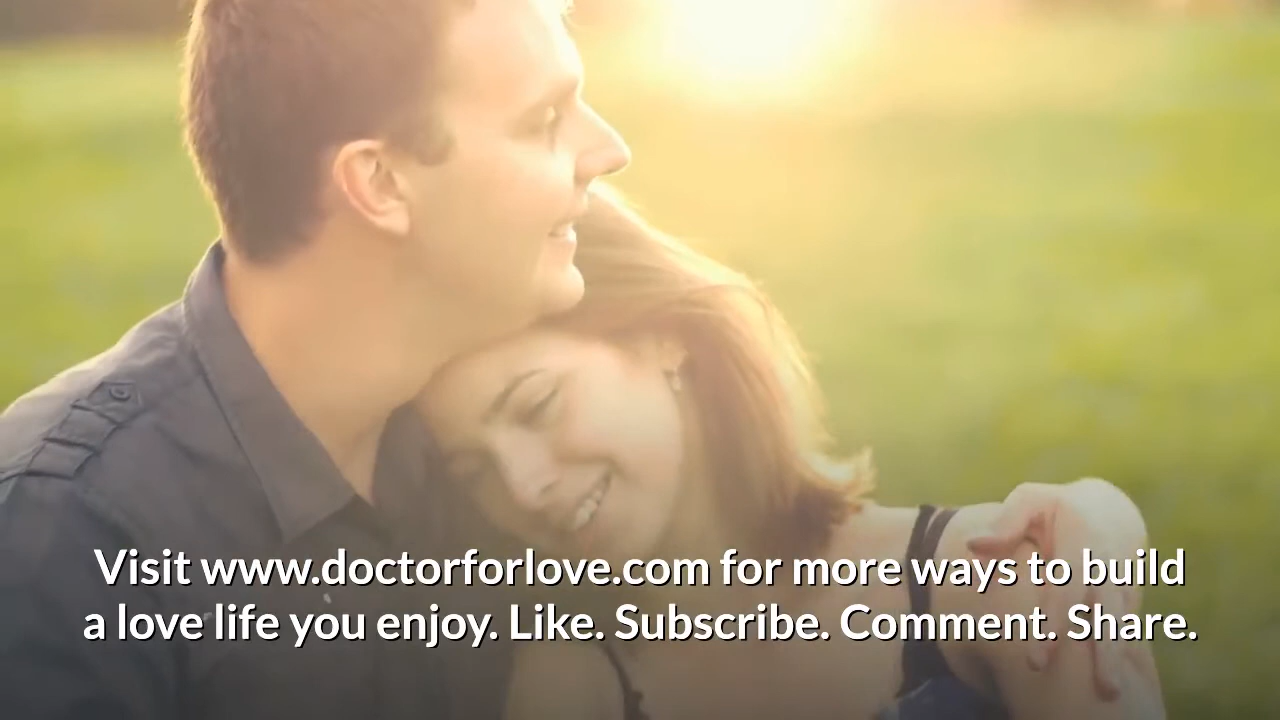 Visit www.doctorforlove.com for more ways to build
a love life you enjoy. Like. Subscribe. Comment. Share.